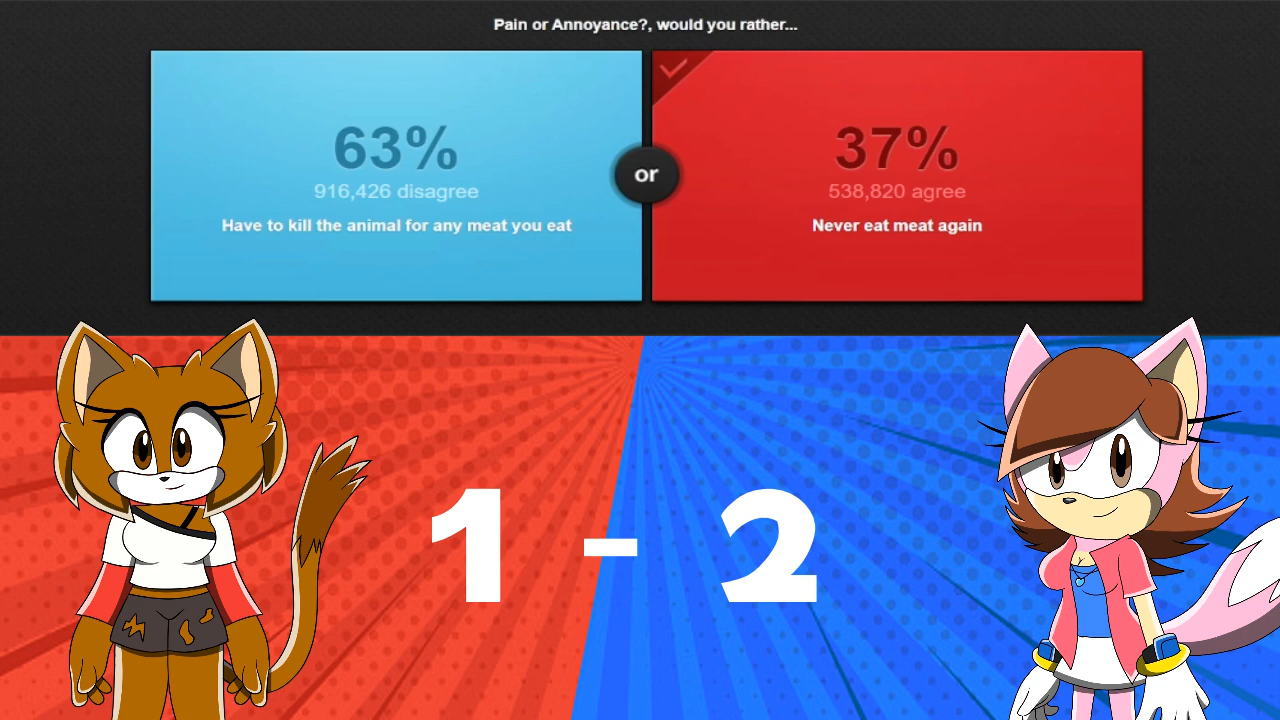 Pain or Annoyance?, would you rather...
63%
916,426 disagree
Have to kill the animal for any meat you eat
or
37%
538,820 agree
Never eat meat again
1 - 2